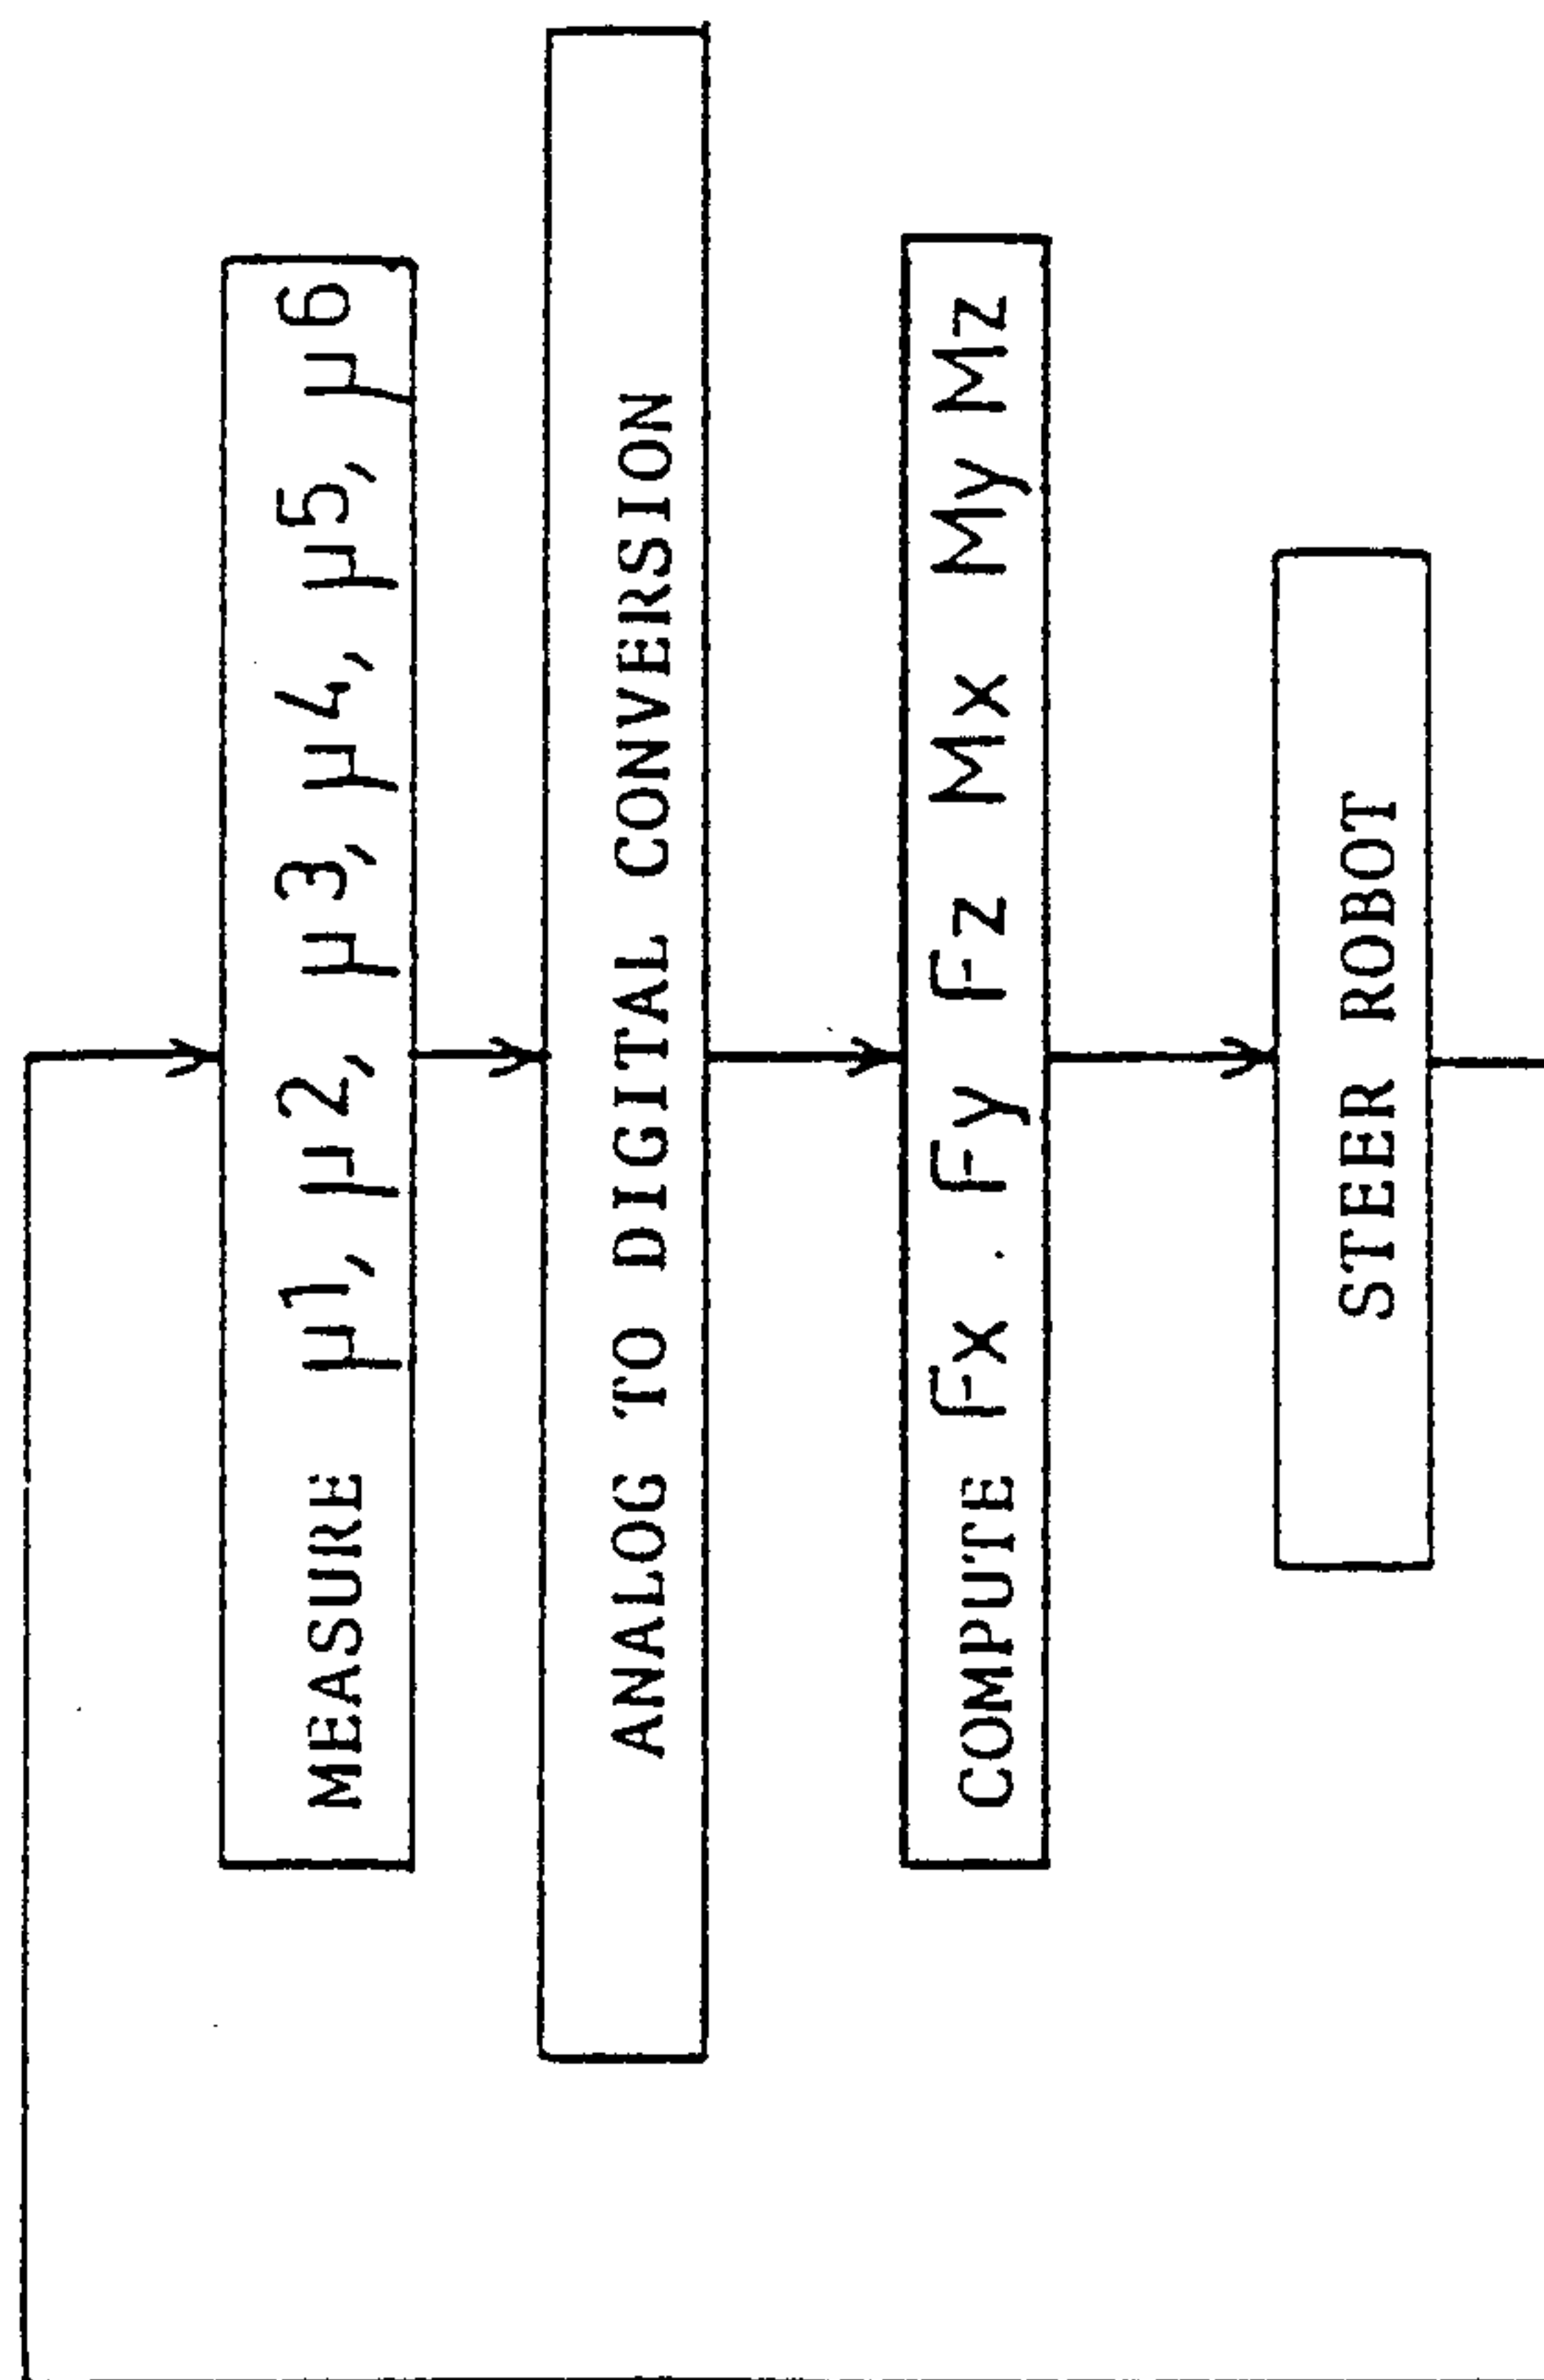 MEASURE µ1, µ2, µ3, µ4, µ5, µ6
ANALOG TO DIGITAL CONVERSION
COMPUTE Fx . Fy Fz Mx My Mz
STEER ROBOT